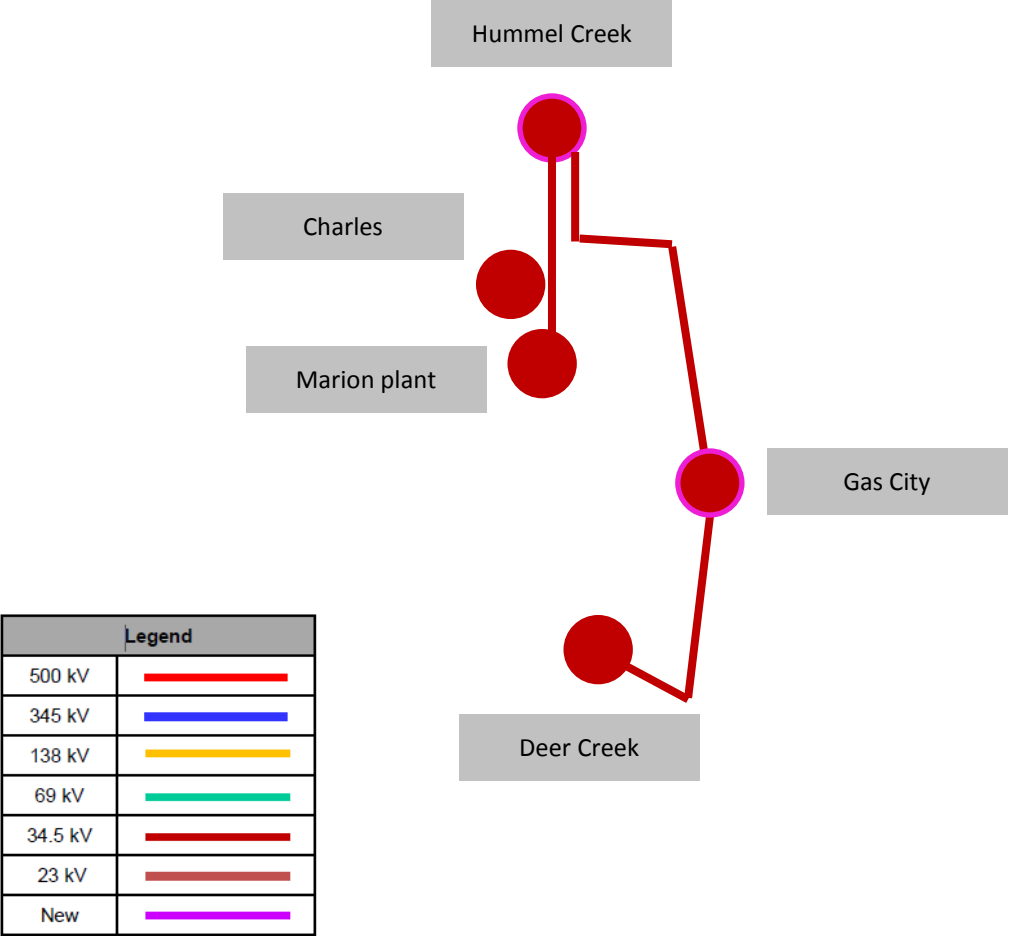 Hummel Creek
Charles
Marion plant
Gas City
Deer Creek
Legend
500 kV
345 kV
138 kV
69 kV
34.5 kV
23 kV
New